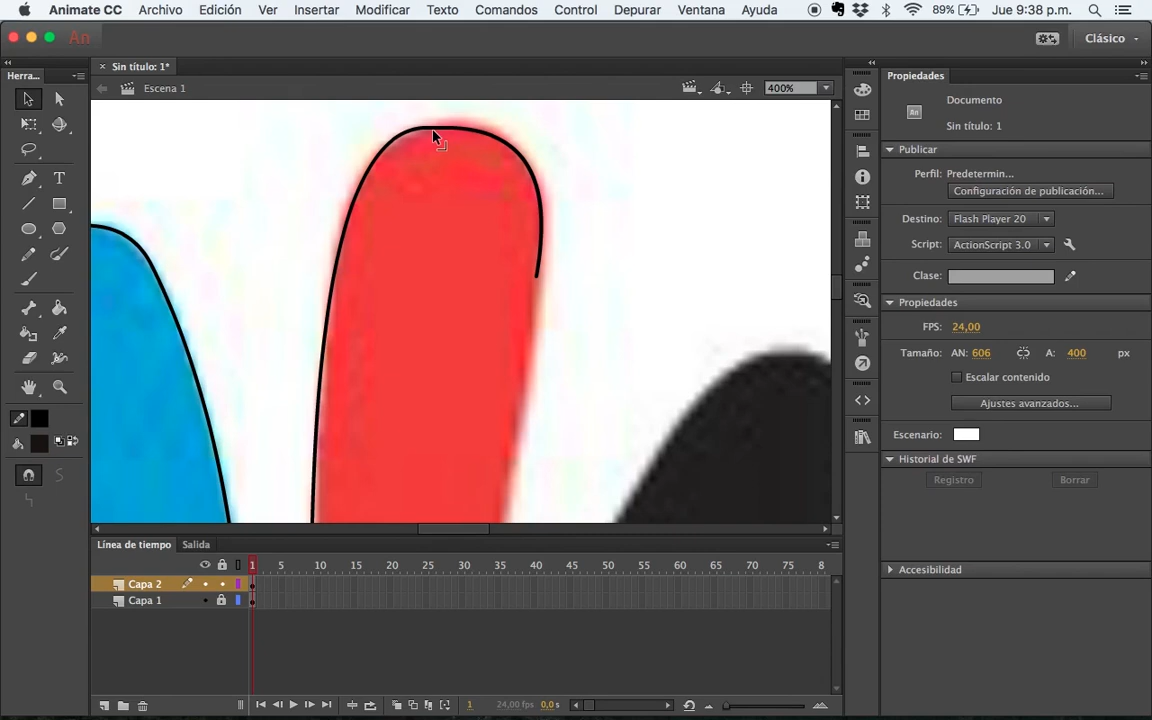 Animate CC Archivo Edición Ver Insertar Modificar Texto Comandos Control Depurar Ventana Ayuda 89% Jue 9:38 p.m.
An Clásico
Herra... × Sin título: 1* Propiedades
Escena 1 400%
Documento
An
Sin título: 1
Publicar
Perfil: Predetermin...
Configuración de publicación...
Destino: Flash Player 20
Script: ActionScript 3.0
Clase:
Propiedades
FPS: 24,00
Tamaño: AN: 606 A: 400 px
Escalar contenido
Ajustes avanzados...
Escenario:
Historial de SWF
Registro Borrar
Línea de tiempo Salida
1 5 10 15 20 25 30 35 40 45 50 55 60 65 70 75 8
Accesibilidad
Capa 2
Capa 1
1 24,00 fps 0,0 s